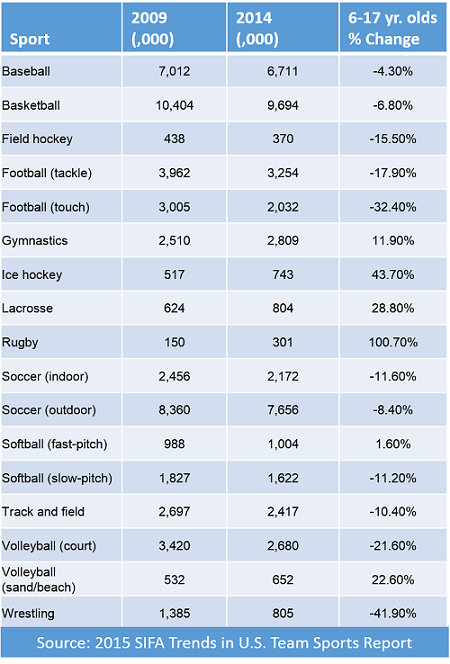 Sport 2009 (,000) 2014 (,000) 6-17 yr. olds % Change
Baseball 7,012 6,711 -4.30%
Basketball 10,404 9,694 -6.80%
Field hockey 438 370 -15.50%
Football (tackle) 3,962 3,254 -17.90%
Football (touch) 3,005 2,032 -32.40%
Gymnastics 2,510 2,809 11.90%
Ice hockey 517 743 43.70%
Lacrosse 624 804 28.80%
Rugby 150 301 100.70%
Soccer (indoor) 2,456 2,172 -11.60%
Soccer (outdoor) 8,360 7,656 -8.40%
Softball (fast-pitch) 988 1,004 1.60%
Softball (slow-pitch) 1,827 1,622 -11.20%
Track and field 2,697 2,417 -10.40%
Volleyball (court) 3,420 2,680 -21.60%
Volleyball (sand/beach) 532 652 22.60%
Wrestling 1,385 805 -41.90%
Source: 2015 SIFA Trends in U.S. Team Sports Report